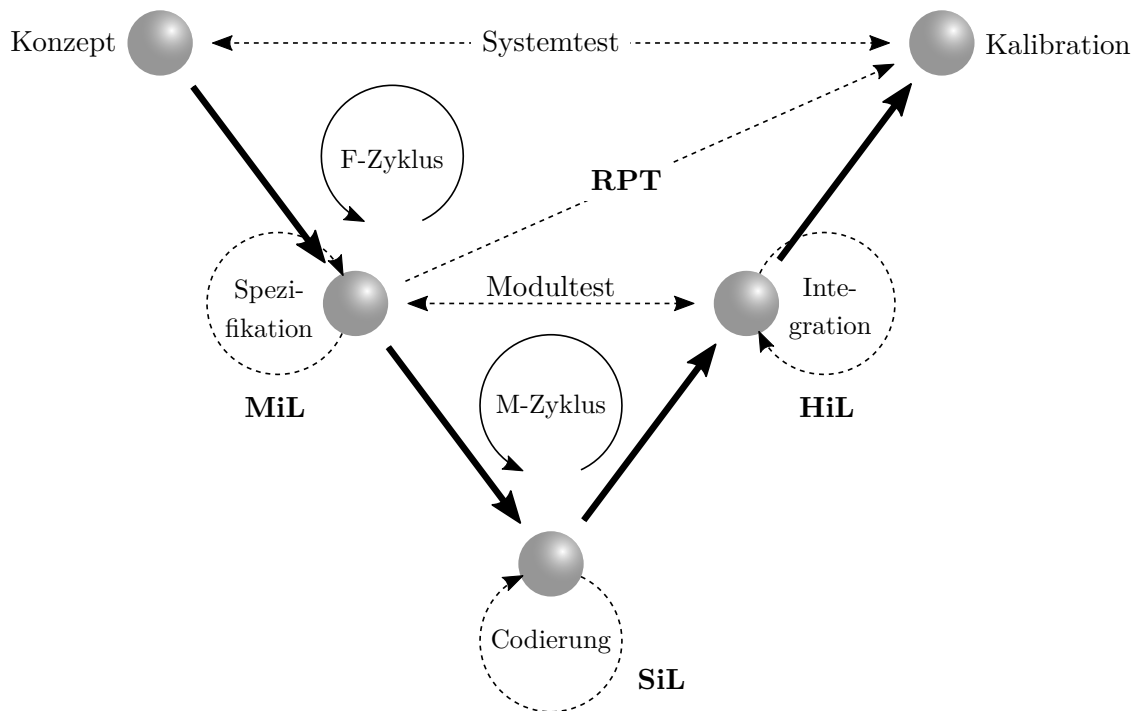 Konzept
Systemtest
Kalibration
F-Zyklus
RPT
Spezi-
fikation
Modultest
Inte-
gration
MiL
M-Zyklus
HiL
Codierung
SiL